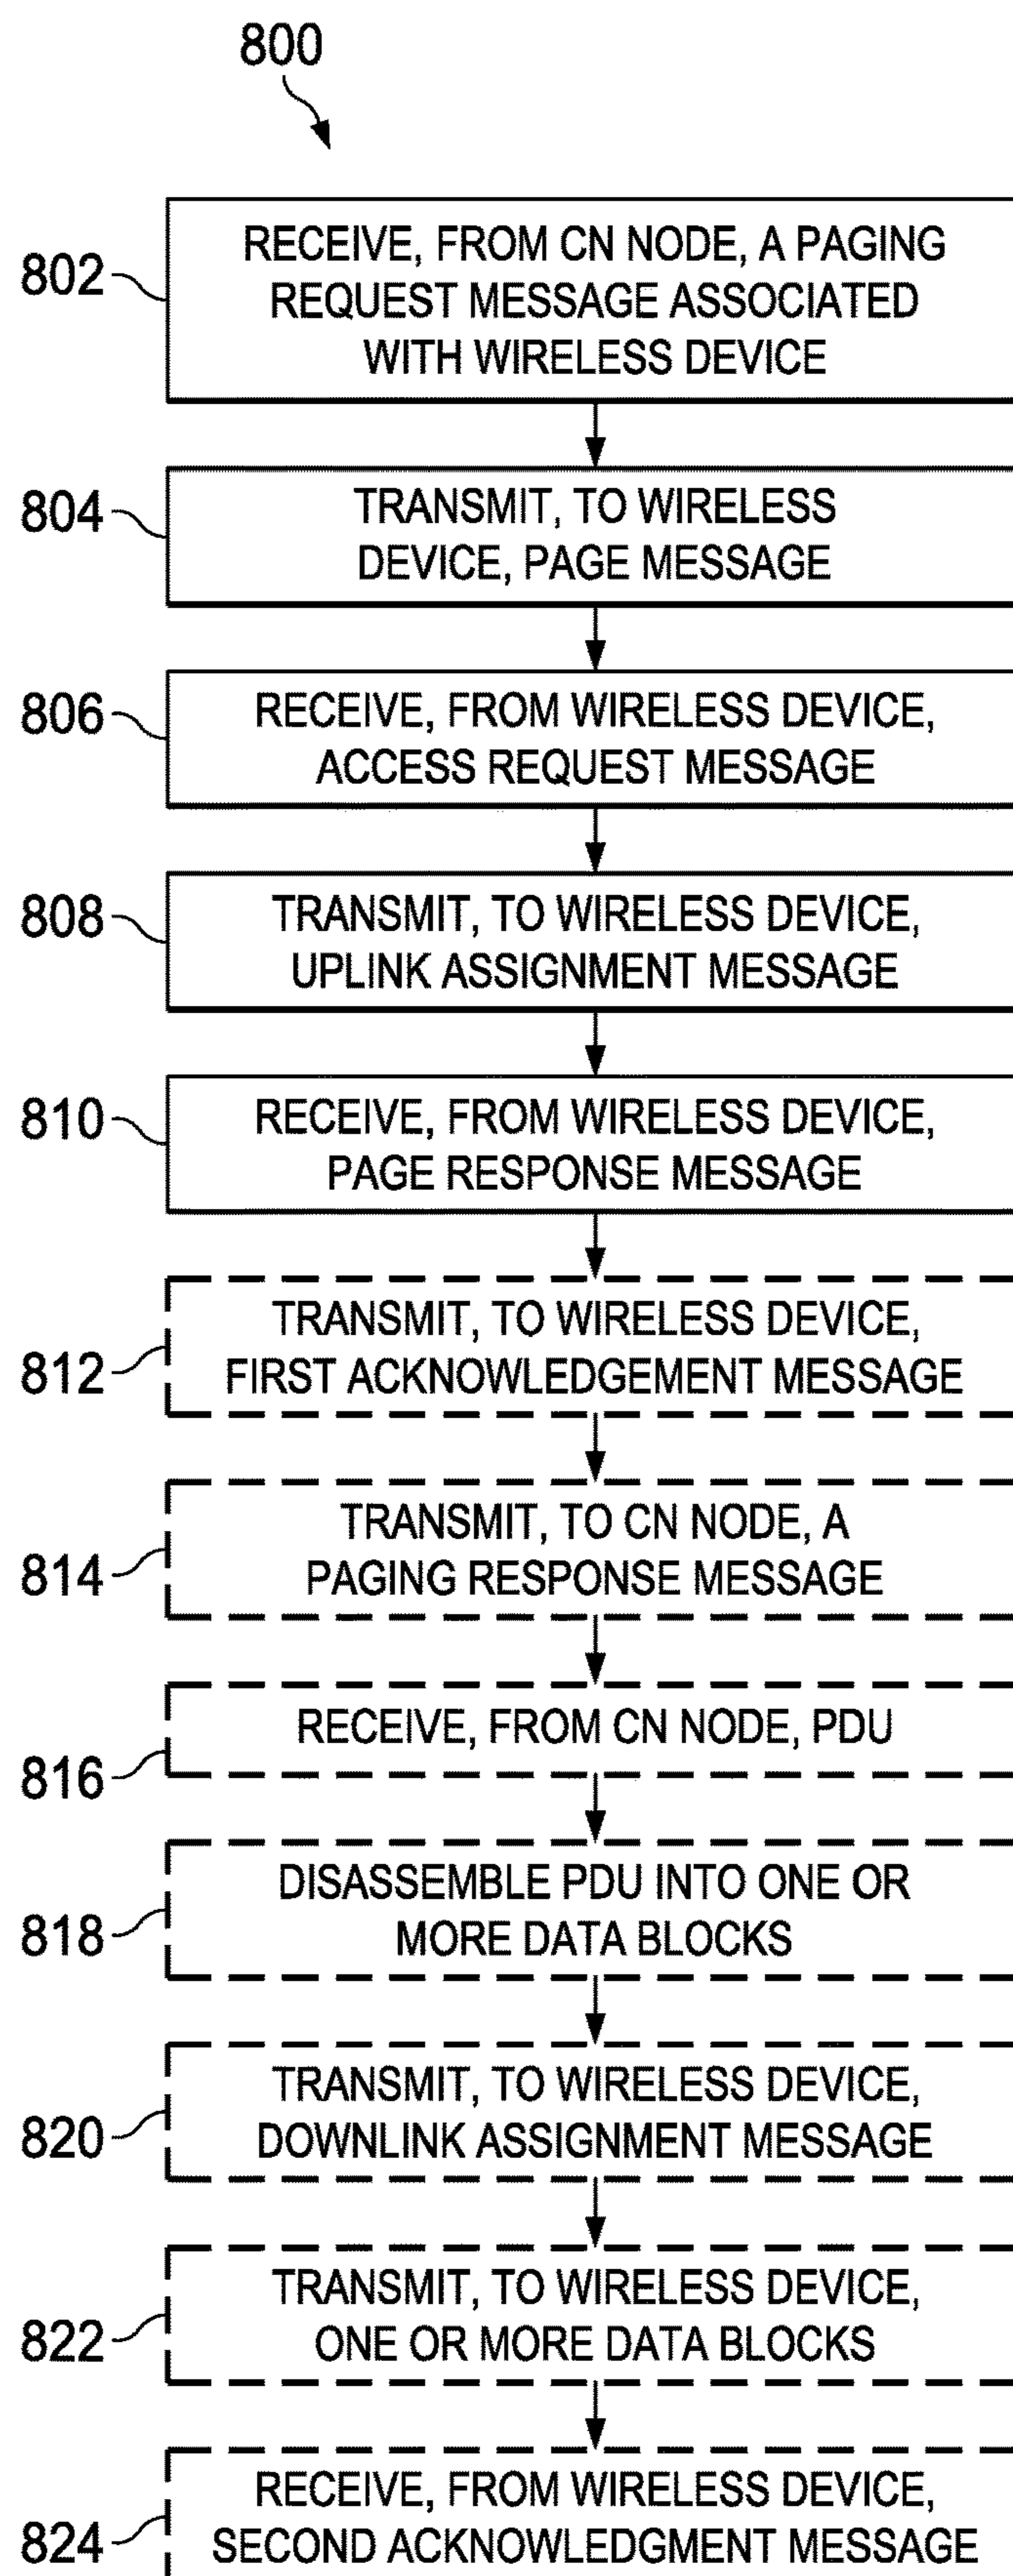 800
802
RECEIVE, FROM CN NODE, A PAGING
REQUEST MESSAGE ASSOCIATED
WITH WIRELESS DEVICE
804
TRANSMIT, TO WIRELESS
DEVICE, PAGE MESSAGE
806
RECEIVE, FROM WIRELESS DEVICE,
ACCESS REQUEST MESSAGE
808
TRANSMIT, TO WIRELESS DEVICE,
UPLINK ASSIGNMENT MESSAGE
810
RECEIVE, FROM WIRELESS DEVICE,
PAGE RESPONSE MESSAGE
812
TRANSMIT, TO WIRELESS DEVICE,
FIRST ACKNOWLEDGEMENT MESSAGE
814
TRANSMIT, TO CN NODE, A
PAGING RESPONSE MESSAGE
816
RECEIVE, FROM CN NODE, PDU
818
DISASSEMBLE PDU INTO ONE OR
MORE DATA BLOCKS
820
TRANSMIT, TO WIRELESS DEVICE,
DOWNLINK ASSIGNMENT MESSAGE
822
TRANSMIT, TO WIRELESS DEVICE,
ONE OR MORE DATA BLOCKS
824
RECEIVE, FROM WIRELESS DEVICE,
SECOND ACKNOWLEDGMENT MESSAGE